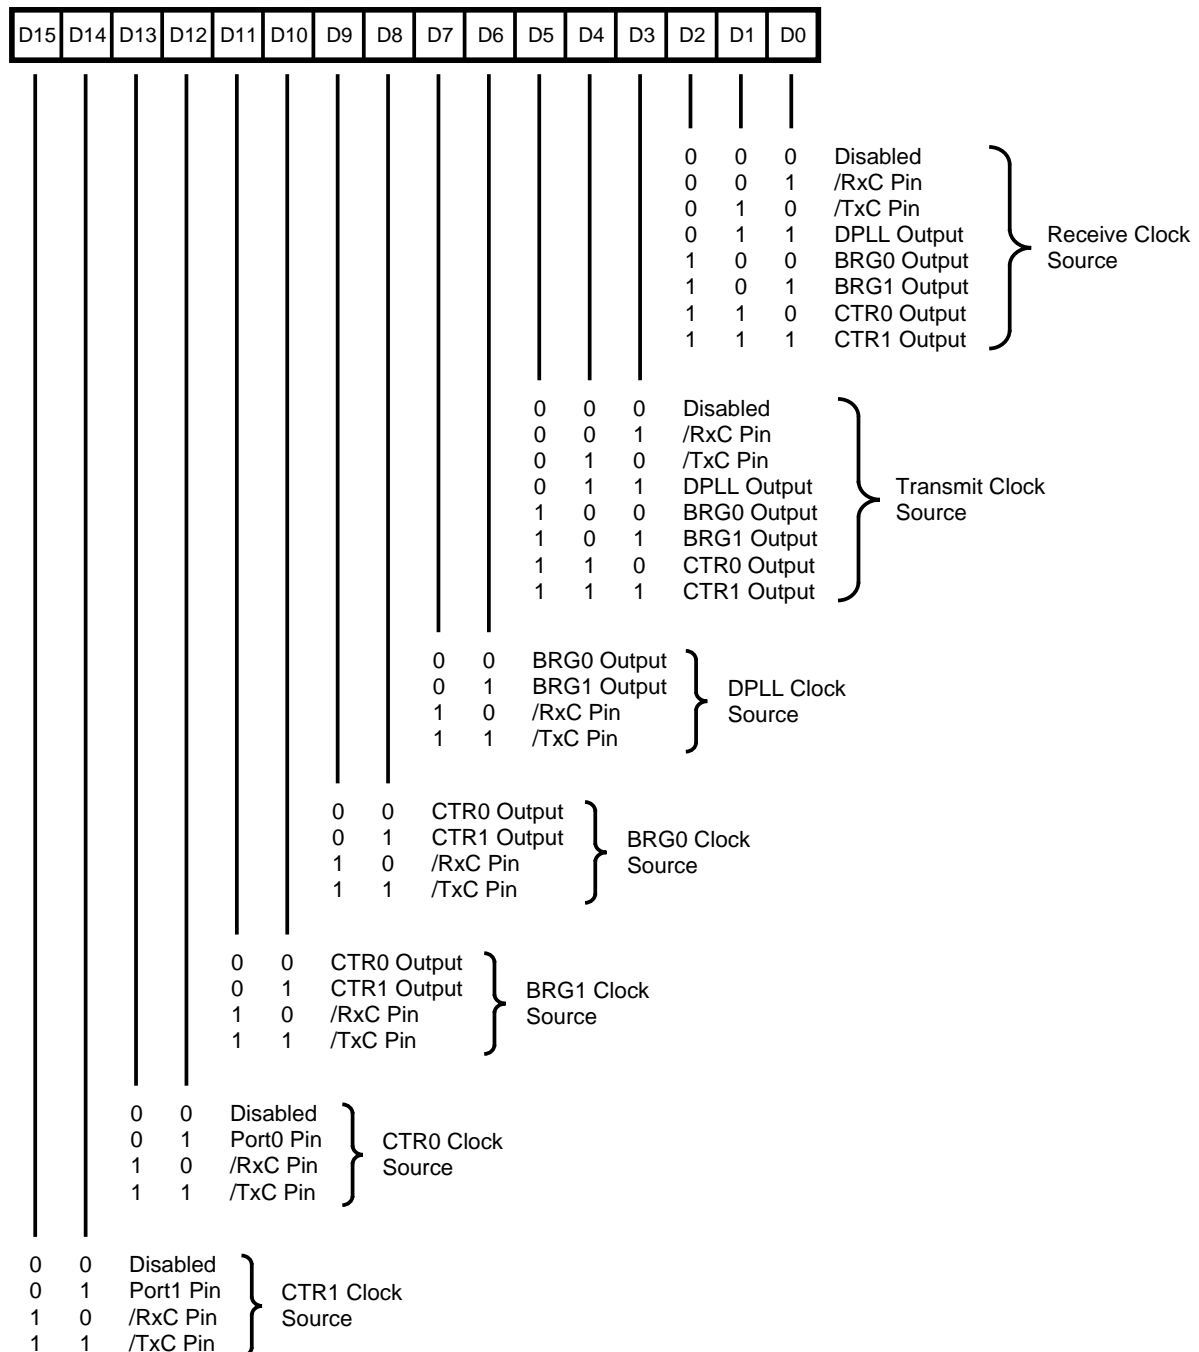 D15 D14 D13 D12 D11 D10 D9 D8 D7 D6 D5 D4 D3 D2 D1 D0
0 0 0 Disabled
0 0 1 /RxC Pin
0 1 0 /TxC Pin
0 1 1 DPLL Output
1 0 0 BRG0 Output
1 0 1 BRG1 Output
1 1 0 CTR0 Output
1 1 1 CTR1 Output
Receive Clock
Source
0 0 0 Disabled
0 0 1 /RxC Pin
0 1 0 /TxC Pin
0 1 1 DPLL Output
1 0 0 BRG0 Output
1 0 1 BRG1 Output
1 1 0 CTR0 Output
1 1 1 CTR1 Output
Transmit Clock
Source
0 0 BRG0 Output
0 1 BRG1 Output
1 0 /RxC Pin
1 1 /TxC Pin
DPLL Clock
Source
0 0 CTR0 Output
0 1 CTR1 Output
1 0 /RxC Pin
1 1 /TxC Pin
BRG0 Clock
Source
0 0 CTR0 Output
0 1 CTR1 Output
1 0 /RxC Pin
1 1 /TxC Pin
BRG1 Clock
Source
0 0 Disabled
0 1 Port0 Pin
1 0 /RxC Pin
1 1 /TxC Pin
CTR0 Clock
Source
0 0 Disabled
0 1 Port1 Pin
1 0 /RxC Pin
1 1 /TxC Pin
CTR1 Clock
Source